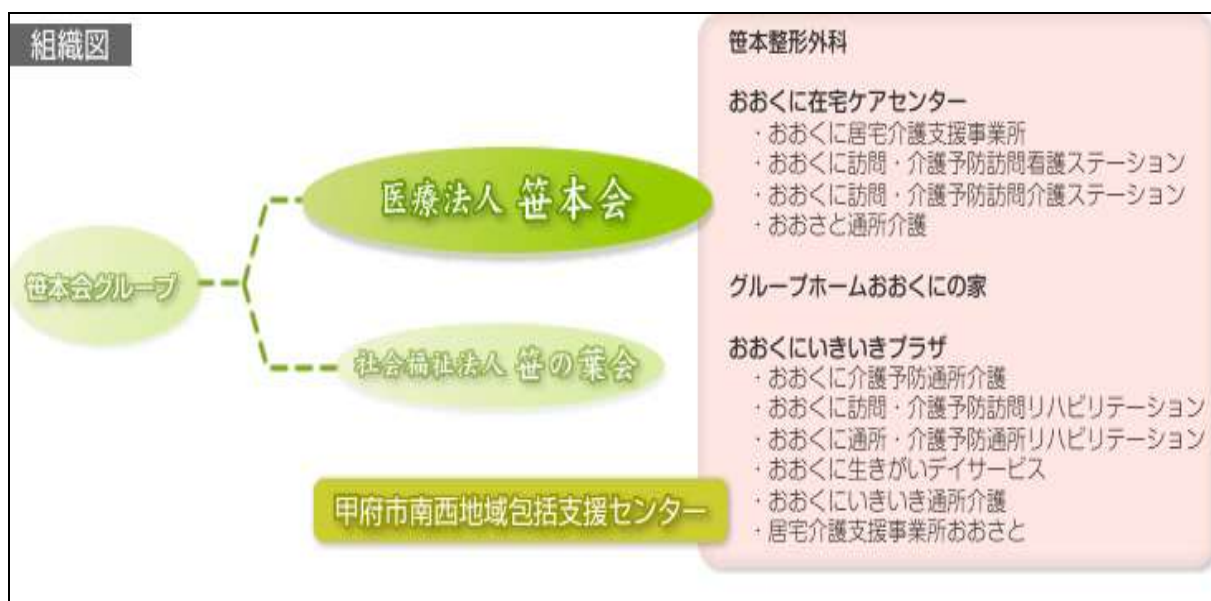 組織図
笹本会グループ
医療法人 笹本会
社会福祉法人 笹の葉会
甲府市南西地域包括支援センター
笹本整形外科
おおくに在宅ケアセンター
・おおくに居宅介護支援事業所
・おおくに訪問・介護予防訪問看護ステーション
・おおくに訪問・介護予防訪問介護ステーション
・おおさと通所介護
グループホームおおくにの家
おおくにいきいきプラザ
・おおくに介護予防通所介護
・おおくに訪問・介護予防訪問リハビリテーション
・おおくに通所・介護予防通所リハビリテーション
・おおくに生きがいデイサービス
・おおくにいきいき通所介護
・居宅介護支援事業所おおさと